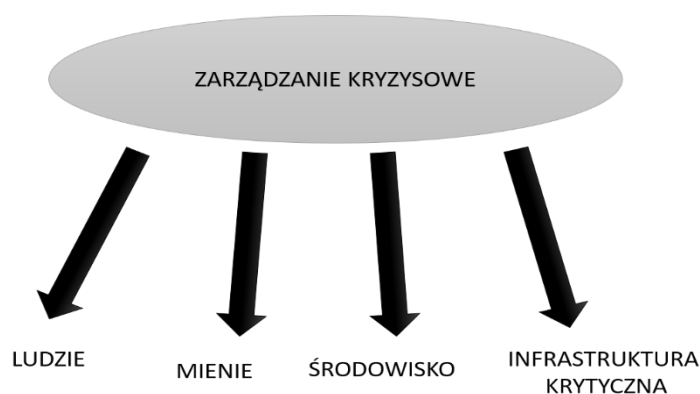 ZARZĄDZANIE KRYZYSOWE
LUDZIE
MIENIE
ŚRODOWISKO
INFRASTRUKTURA
KRYTYCZNA